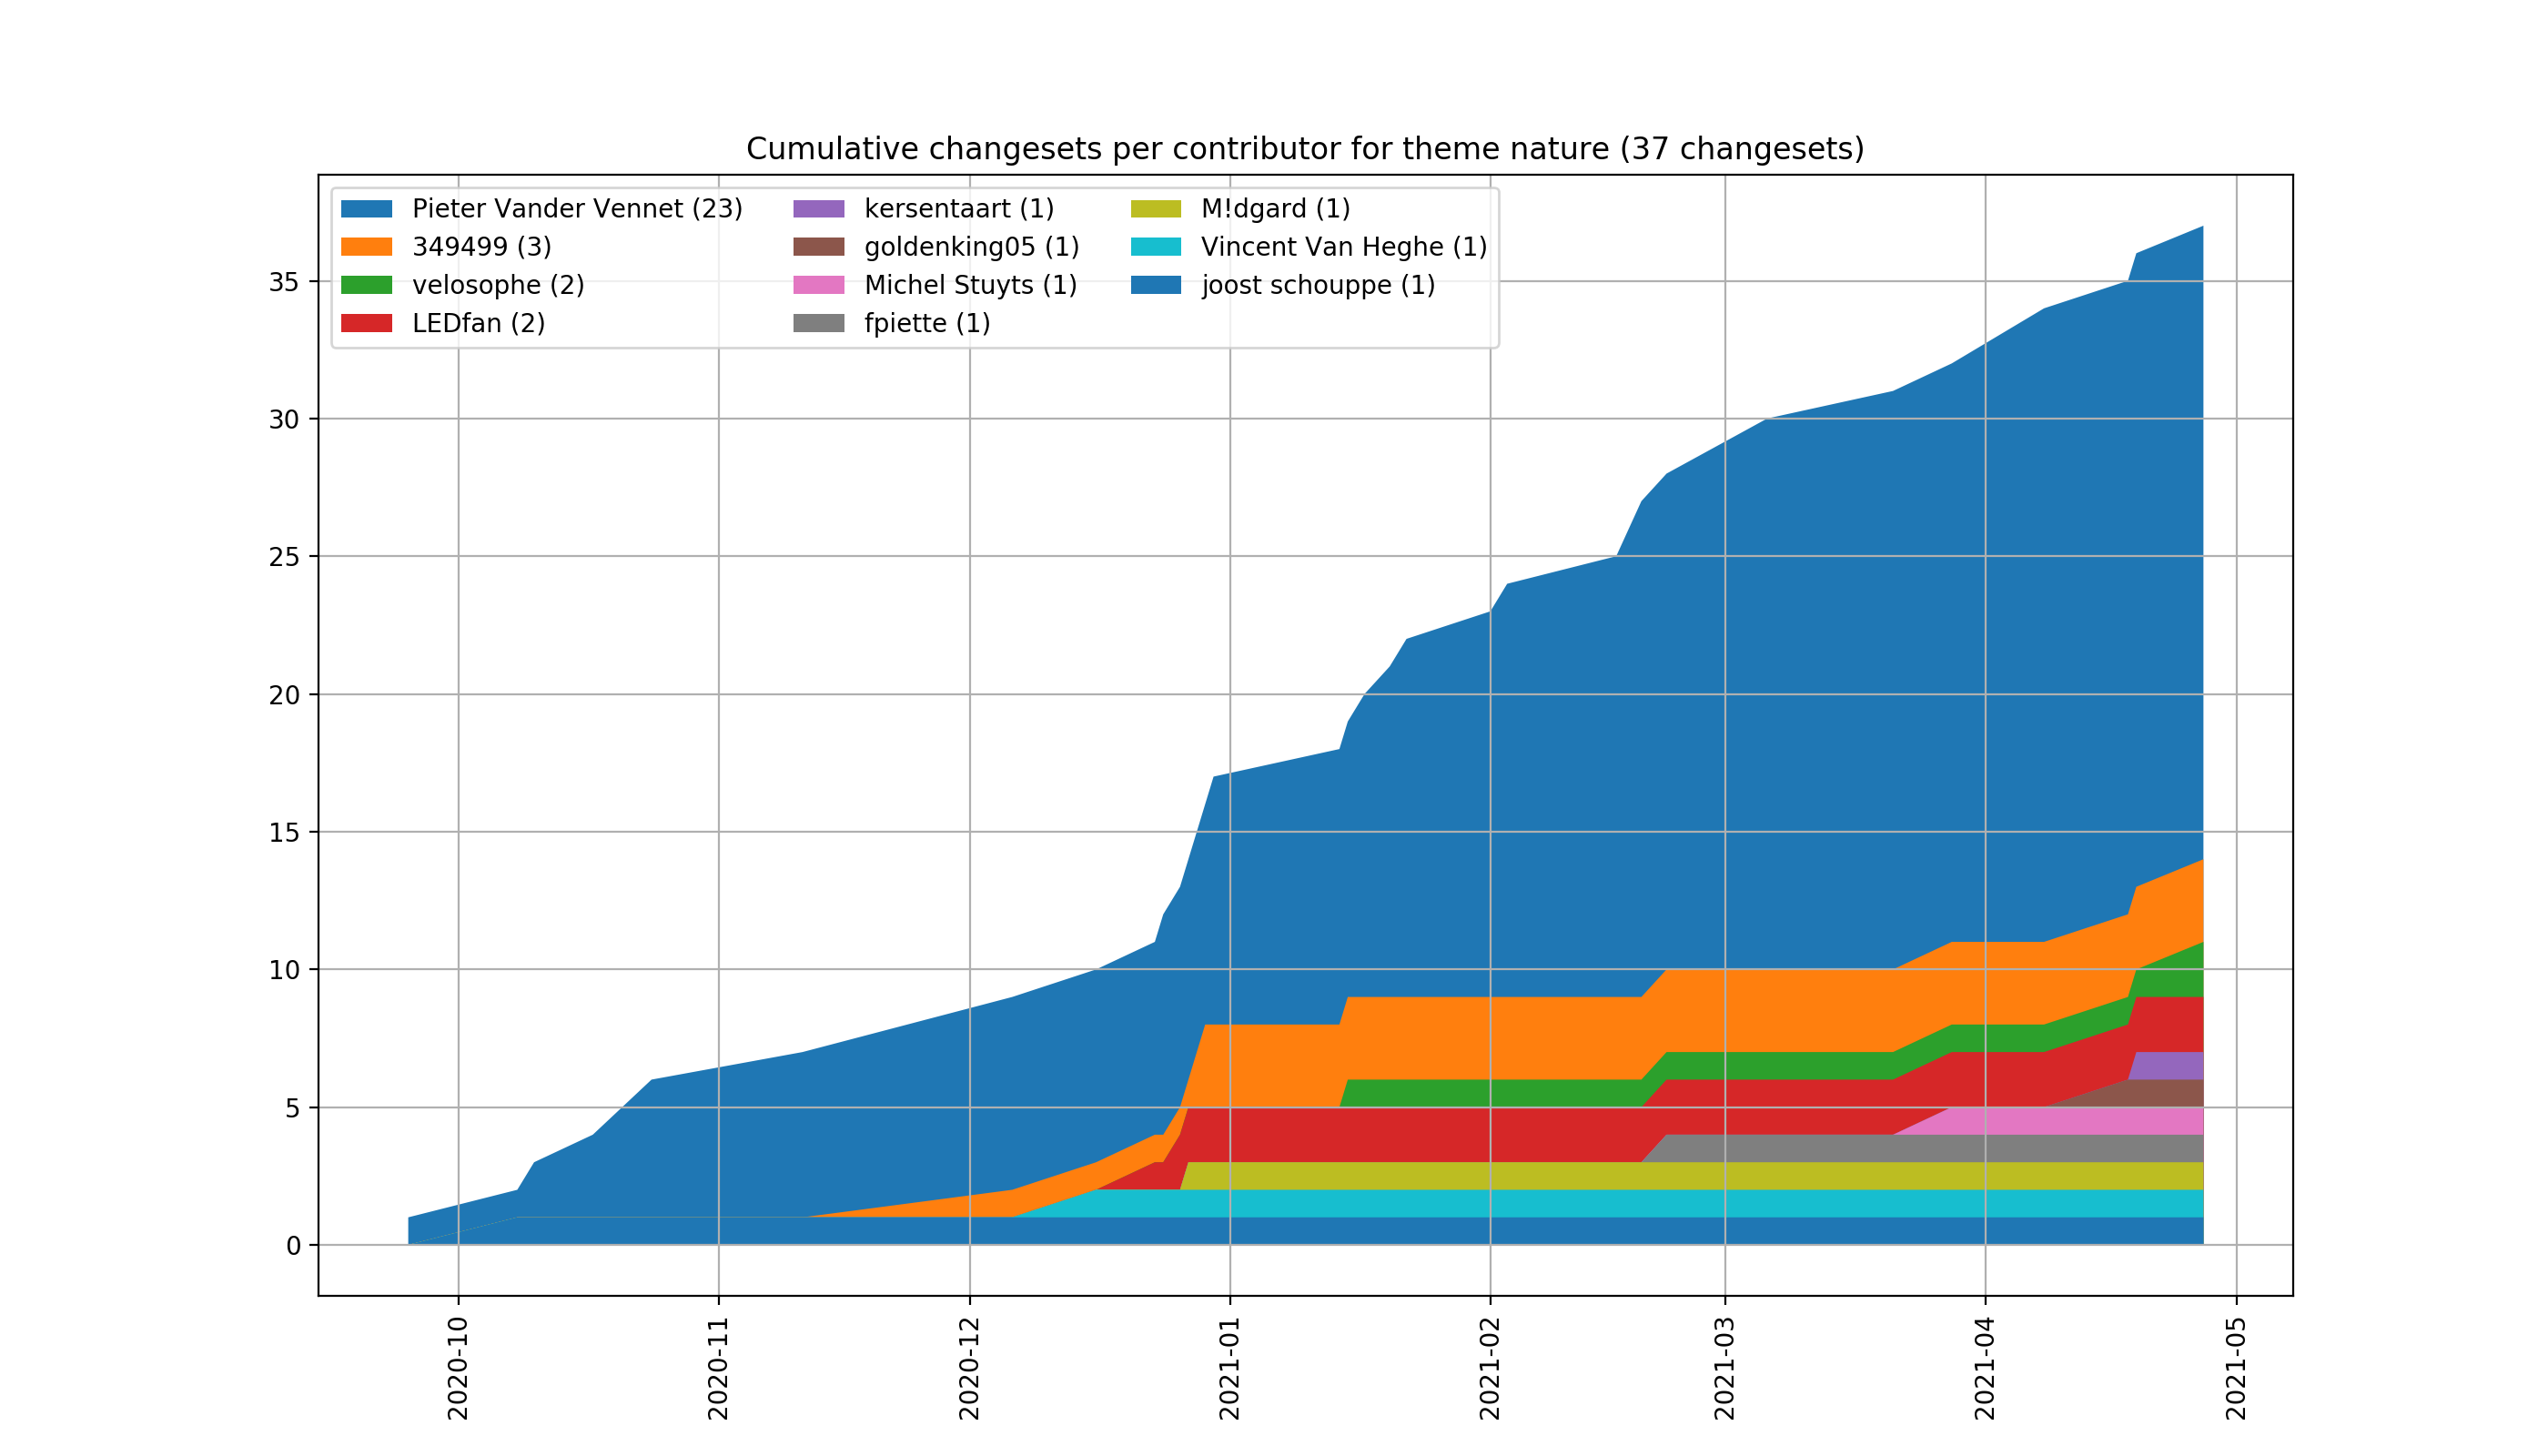 Cumulative changesets per contributor for theme nature (37 changesets)
Pieter Vander Vennet (23)
349499 (3)
velosophe (2)
LEDfan (2)
kersentaart (1)
goldenking05 (1)
Michel Stuyts (1)
fpiette (1)
M!dgard (1)
Vincent Van Heghe (1)
joost schouppe (1)
35
30
25
20
15
10
5
0
2020-10
2020-11
2020-12
2021-01
2021-02
2021-03
2021-04
2021-05